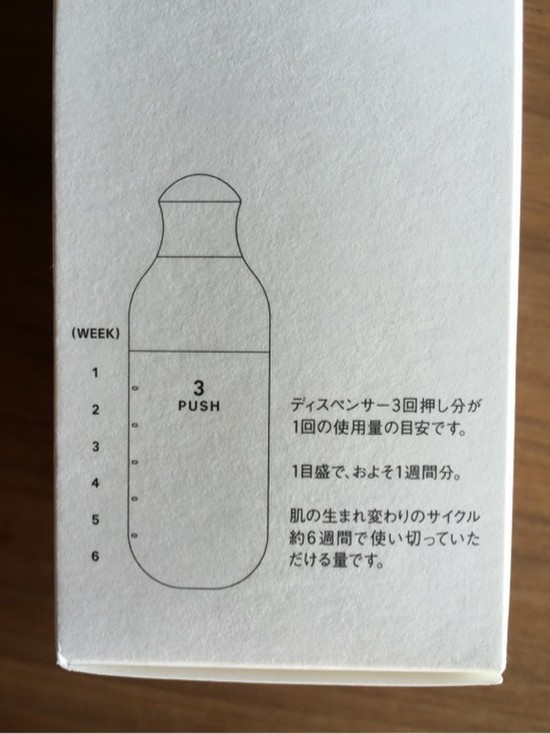 (WEEK)
1
2
3
4
5
6
3
PUSH
ディスペンサー3回押し分が
1回の使用量の目安です。
1目盛で、およそ1週間分。
肌の生まれ変わりのサイクル
約6週間で使い切っていた
だける量です。